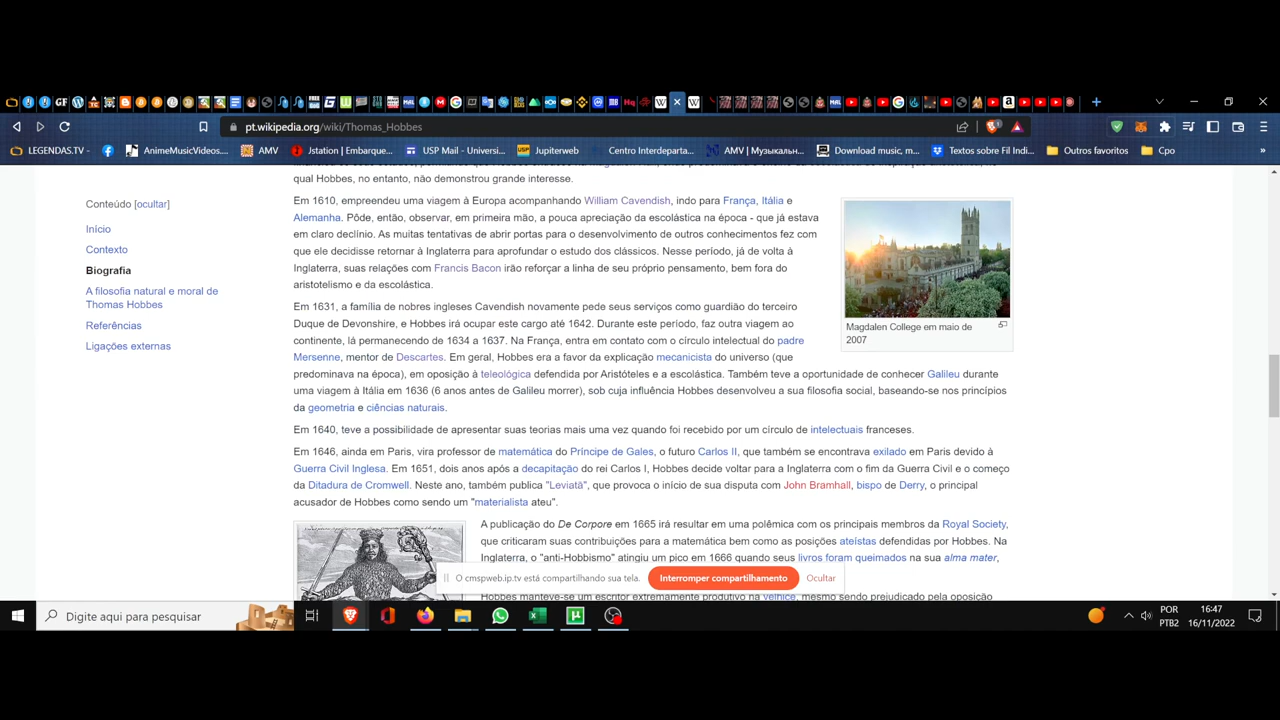 pt.wikipedia.org/wiki/Thomas_Hobbes
LEGENDAS.TV - AnimeMusicVideos... AMV Jstation | Embarque... USP Mail - Universi... Jupiterweb Centro Interdeparta... AMV | Музыкальн... Download music, m... Textos sobre Fil Indi... Outros favoritos Cpo
qual Hobbes, no entanto, não demonstrou grande interesse.
Conteúdo [ocultar]
Início
Contexto
Biografia
A filosofia natural e moral de
Thomas Hobbes
Referências
Ligações externas
Em 1610, empreendeu uma viagem à Europa acompanhando William Cavendish, indo para França, Itália e
Alemanha. Pôde, então, observar, em primeira mão, a pouca apreciação da escolástica na época - que já estava
em claro declínio. As muitas tentativas de abrir portas para o desenvolvimento de outros conhecimentos fez com
que ele decidisse retornar à Inglaterra para aprofundar o estudo dos clássicos. Nesse período, já de volta à
Inglaterra, suas relações com Francis Bacon irão reforçar a linha de seu próprio pensamento, bem fora do
aristotelismo e da escolástica.
Magdalen College em maio de
2007
Em 1631, a família de nobres ingleses Cavendish novamente pede seus serviços como guardião do terceiro
Duque de Devonshire, e Hobbes irá ocupar este cargo até 1642. Durante este período, faz outra viagem ao
continente, lá permanecendo de 1634 a 1637. Na França, entra em contato com o círculo intelectual do padre
Mersenne, mentor de Descartes. Em geral, Hobbes era a favor da explicação mecanicista do universo (que
predominava na época), em oposição à teleológica defendida por Aristóteles e a escolástica. Também teve a oportunidade de conhecer Galileu durante
uma viagem à Itália em 1636 (6 anos antes de Galileu morrer), sob cuja influência Hobbes desenvolveu a sua filosofia social, baseando-se nos princípios
da geometria e ciências naturais.
Em 1640, teve a possibilidade de apresentar suas teorias mais uma vez quando foi recebido por um círculo de intelectuais franceses.
Em 1646, ainda em Paris, vira professor de matemática do Príncipe de Gales, o futuro Carlos II, que também se encontrava exilado em Paris devido à
Guerra Civil Inglesa. Em 1651, dois anos após a decapitação do rei Carlos I, Hobbes decide voltar para a Inglaterra com o fim da Guerra Civil e o começo
da Ditadura de Cromwell. Neste ano, também publica "Leviatã", que provoca o início de sua disputa com John Bramhall, bispo de Derry, o principal
acusador de Hobbes como sendo um "materialista ateu".
A publicação do De Corpore em 1665 irá resultar em uma polêmica com os principais membros da Royal Society,
que criticaram suas contribuições para a matemática bem como as posições ateístas defendidas por Hobbes. Na
Inglaterra, o "anti-Hobbismo" atingiu um pico em 1666 quando seus livros foram queimados na sua alma mater,
O cmspweb.ip.tv está compartilhando sua tela. Interromper compartilhamento Ocultar
Hobbes manteve-se um escritor extremamente produtivo na velhice, mesmo sendo prejudicado pela oposição
Digite aqui para pesquisar
POR
PTB2
16:47
16/11/2022